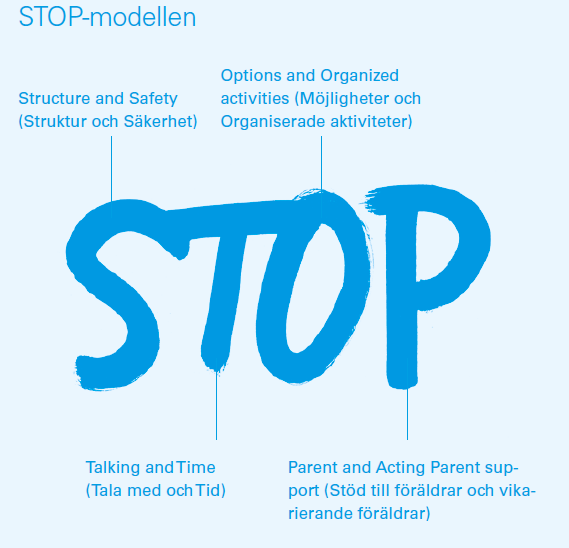 STOP-modellen
Structure and Safety
(Struktur och Säkerhet)
Options and Organized
activities (Möjligheter och
Organiserade aktiviteter)
STOP
Talking and Time
(Tala med och Tid)
Parent and Acting Parent sup-
port (Stöd till föräldrar och vika-
rierande föräldrar)